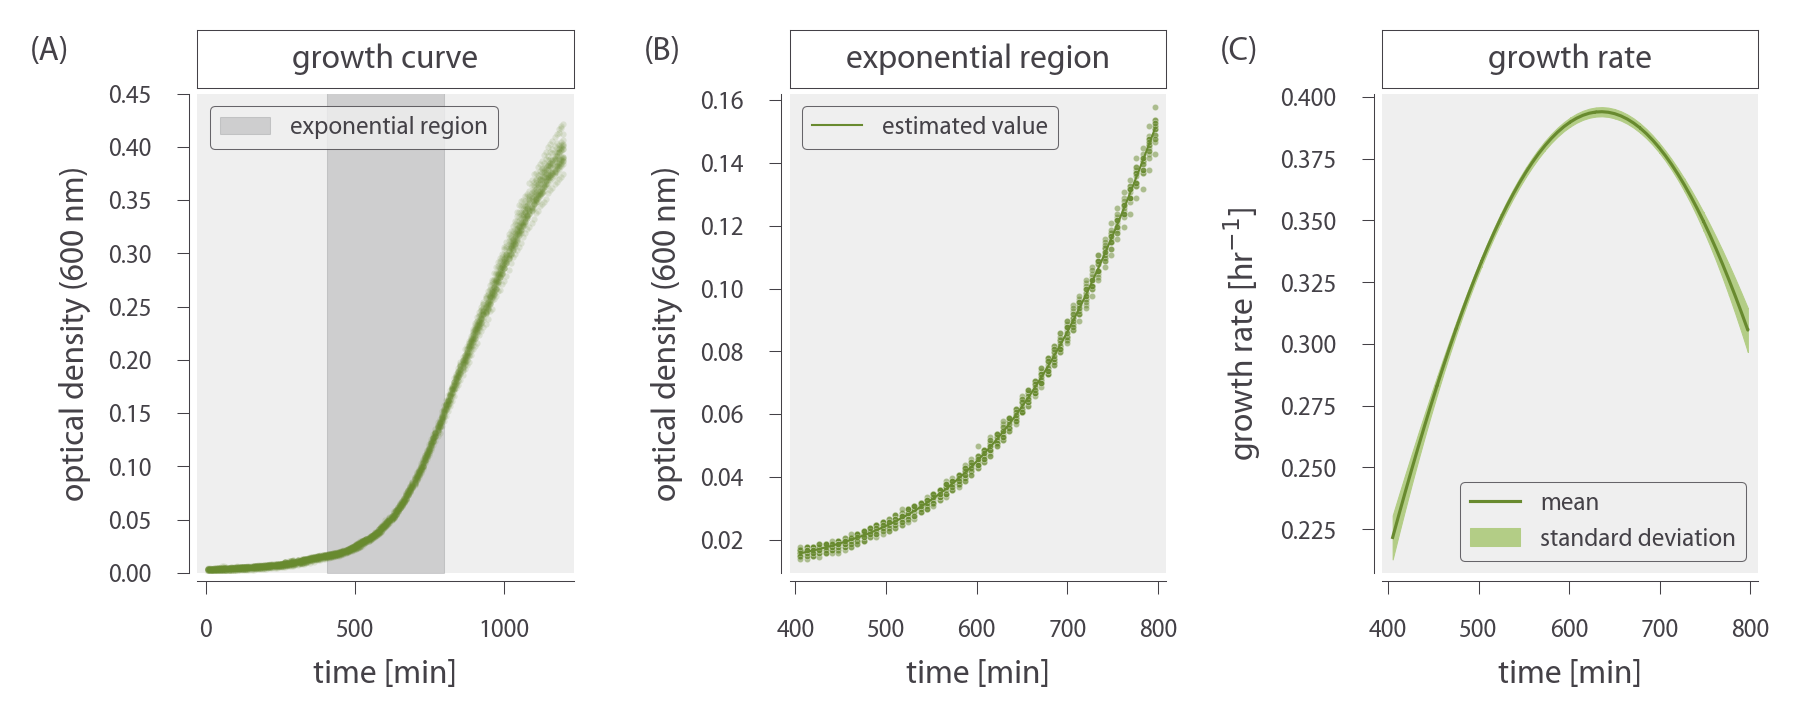 (A)
growth curve
exponential region
0.45
0.40
0.35
0.30
0.25
0.20
0.15
0.10
0.05
0.00
optical density (600 nm)
0
500
1000
time [min]
(B)
exponential region
estimated value
0.16
0.14
0.12
0.10
0.08
0.06
0.04
0.02
optical density (600 nm)
400
500
600
700
800
time [min]
(C)
growth rate
0.400
0.375
0.350
0.325
0.300
0.275
0.250
0.225
growth rate [hr⁻¹]
mean
standard deviation
400
500
600
700
800
time [min]